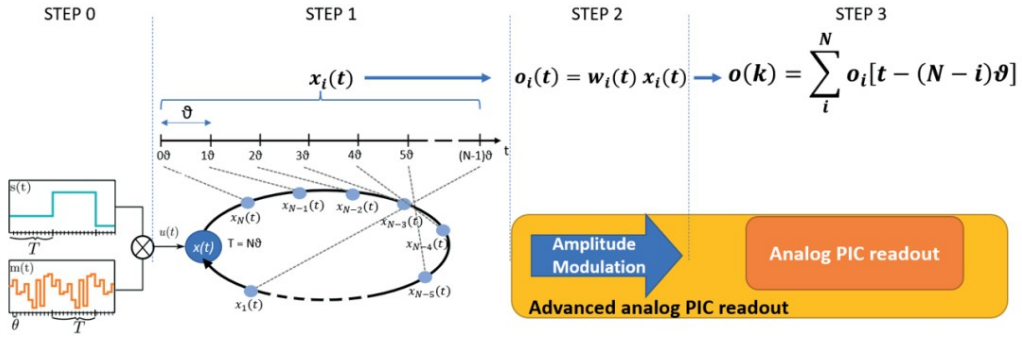 STEP 0
STEP 1
STEP 2
STEP 3
x_i(t)
o_i(t) = w_i(t) x_i(t)
o(k) = \sum_{i}^{N} o_i[t − (N − i)ϑ]
ϑ
0ϑ 1ϑ 2ϑ 3ϑ 4ϑ 5ϑ (N-1)ϑ t
s(t)
T
m(t)
θ
T
u(t)
x(t)
T = Nϑ
x_N(t)
x_{N−1}(t)
x_{N−2}(t)
x_{N−3}(t)
x_{N−4}(t)
x_{N−5}(t)
x_1(t)
Amplitude
Modulation
Analog PIC readout
Advanced analog PIC readout